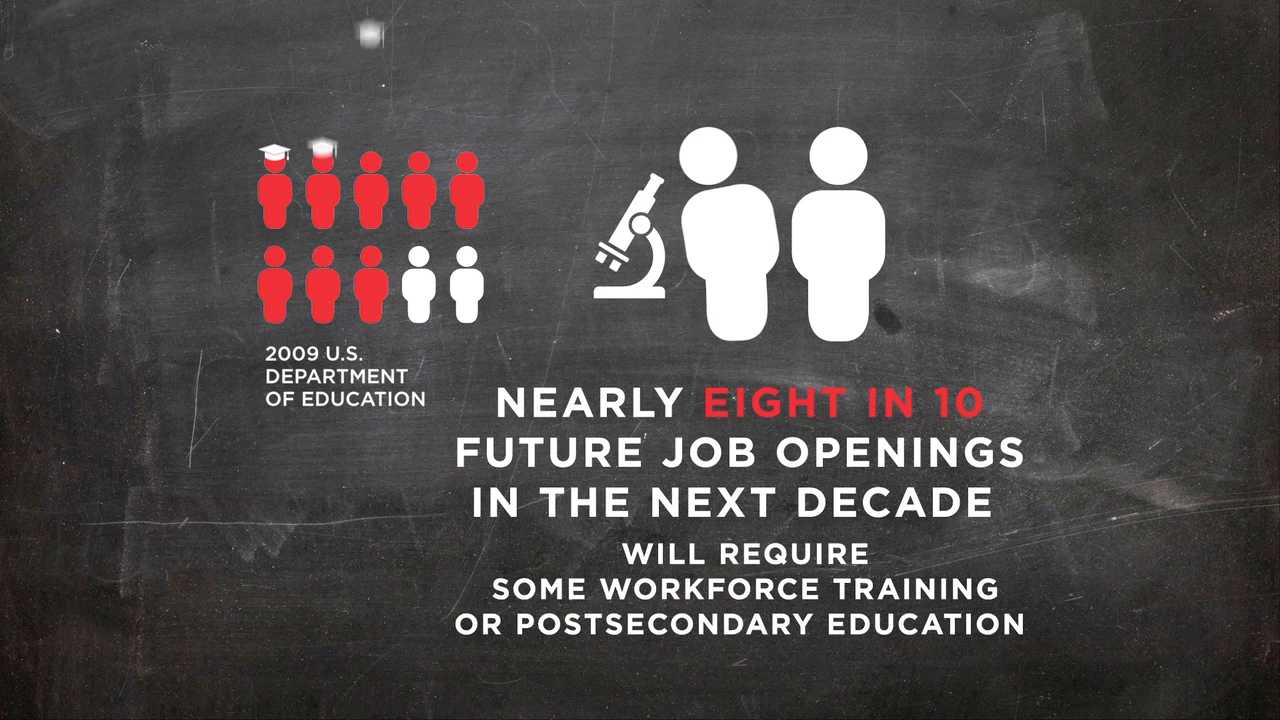 2009 U.S.
DEPARTMENT
OF EDUCATION
NEARLY EIGHT IN 10
FUTURE JOB OPENINGS
IN THE NEXT DECADE
WILL REQUIRE
SOME WORKFORCE TRAINING
OR POSTSECONDARY EDUCATION